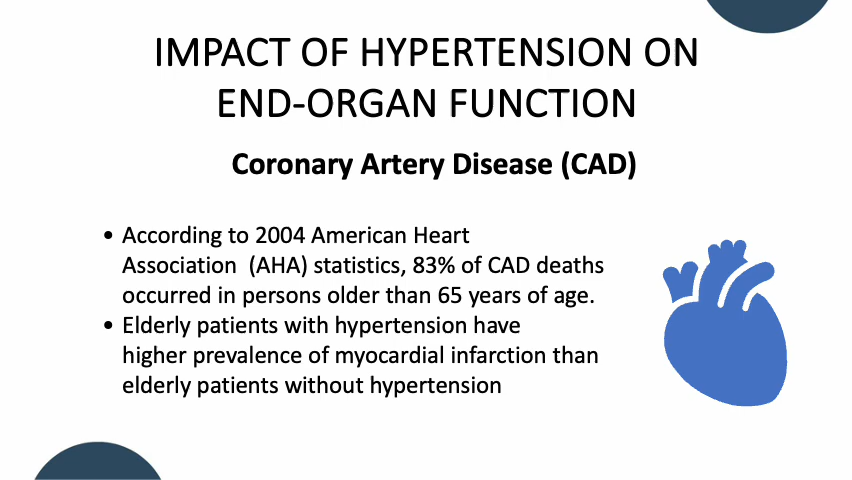 IMPACT OF HYPERTENSION ON
END-ORGAN FUNCTION
Coronary Artery Disease (CAD)
• According to 2004 American Heart
Association  (AHA) statistics, 83% of CAD deaths
occurred in persons older than 65 years of age.
• Elderly patients with hypertension have
higher prevalence of myocardial infarction than
elderly patients without hypertension